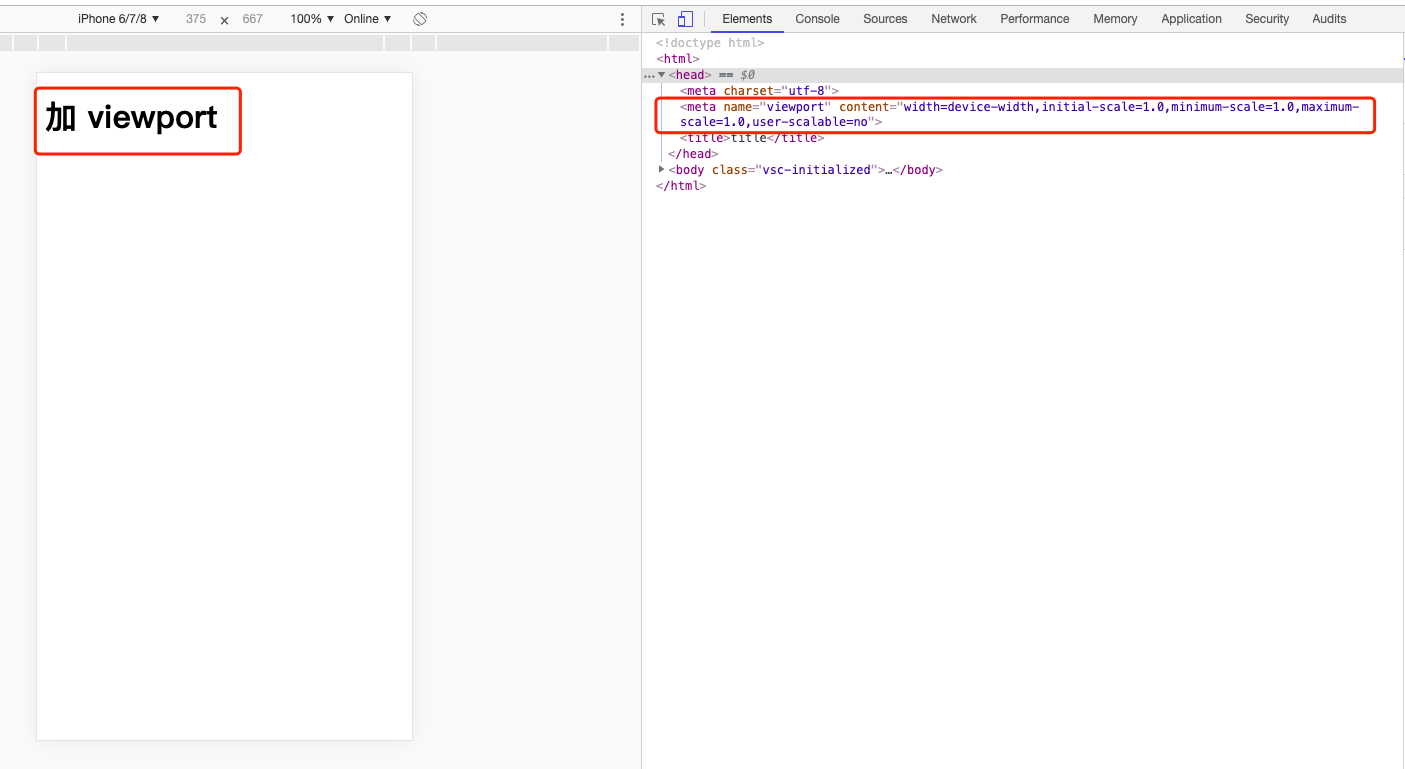 iPhone 6/7/8 ▼ 375 × 667 100% ▼ Online ▼
Elements Console Sources Network Performance Memory Application Security Audits
加 viewport
<!doctype html>
<html>
…▼<head> == $0
<meta charset="utf-8">
<meta name="viewport" content="width=device-width,initial-scale=1.0,minimum-scale=1.0,maximum-
scale=1.0,user-scalable=no">
<title>title</title>
</head>
▶<body class="vsc-initialized">…</body>
</html>